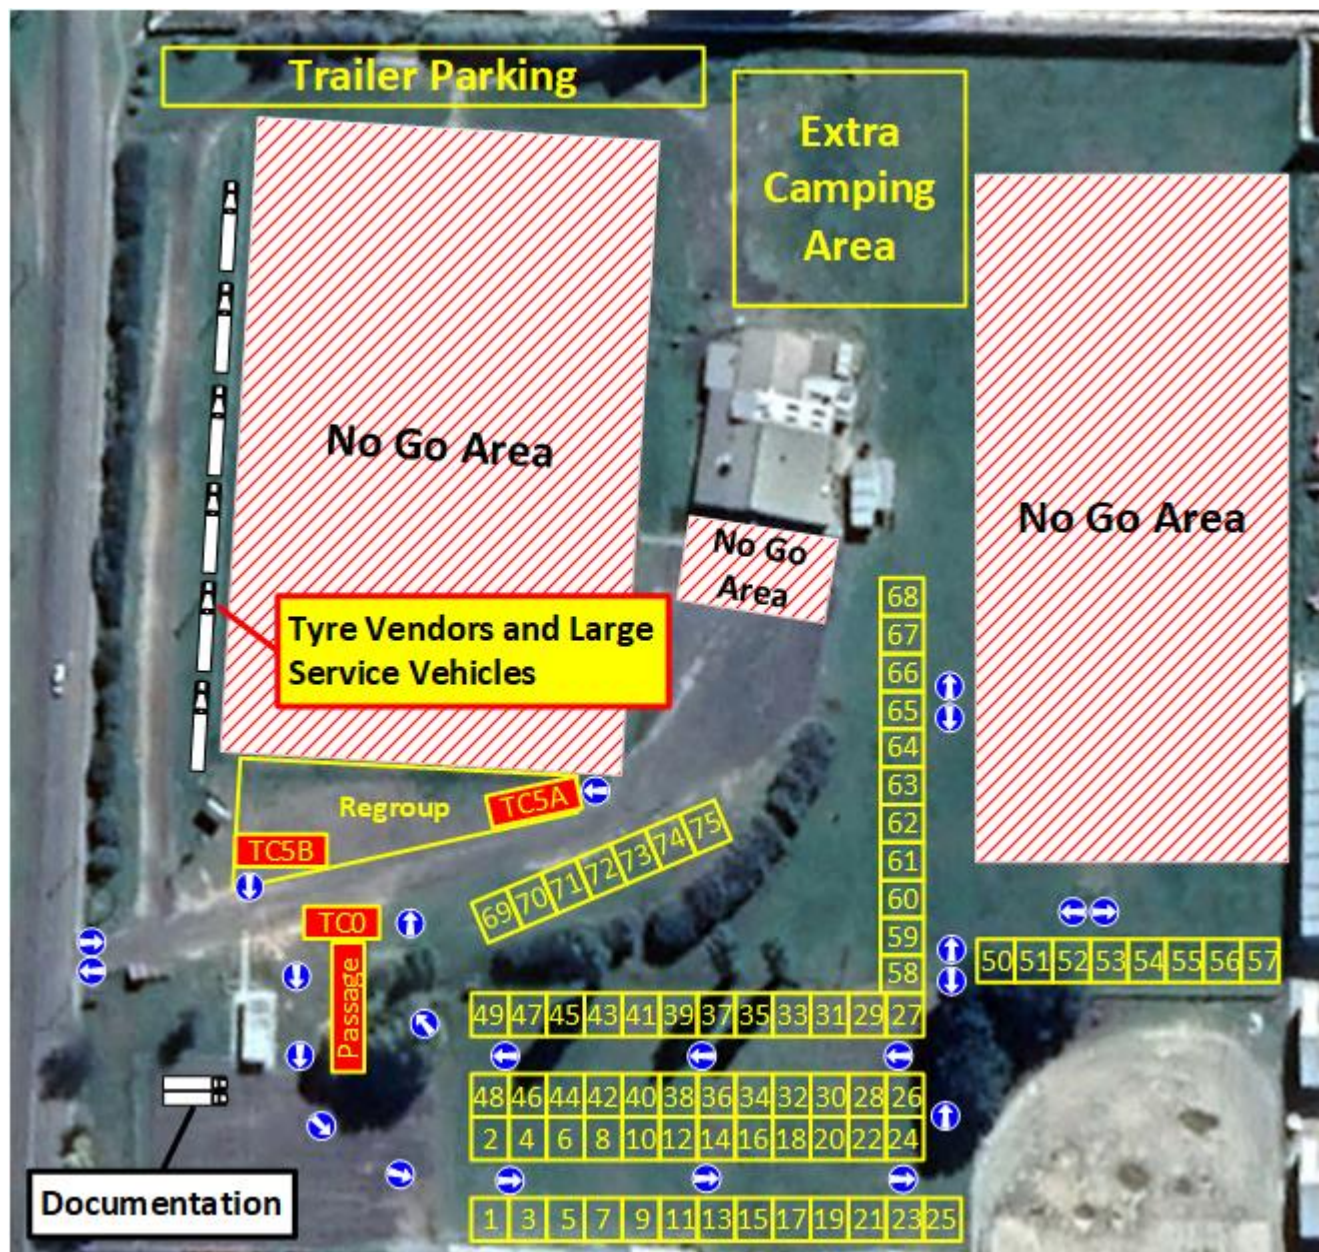 Trailer Parking
Extra
Camping
Area
No Go Area
No Go Area
No Go
Area
Tyre Vendors and Large
Service Vehicles
68
67
66
65
64
63
62
61
60
59
58
Regroup
TC5A
TC5B
TC0
Passage
69 70 71 72 73 74 75
50 51 52 53 54 55 56 57
49 47 45 43 41 39 37 35 33 31 29 27
48 46 44 42 40 38 36 34 32 30 28 26
2 4 6 8 10 12 14 16 18 20 22 24
1 3 5 7 9 11 13 15 17 19 21 23 25
Documentation